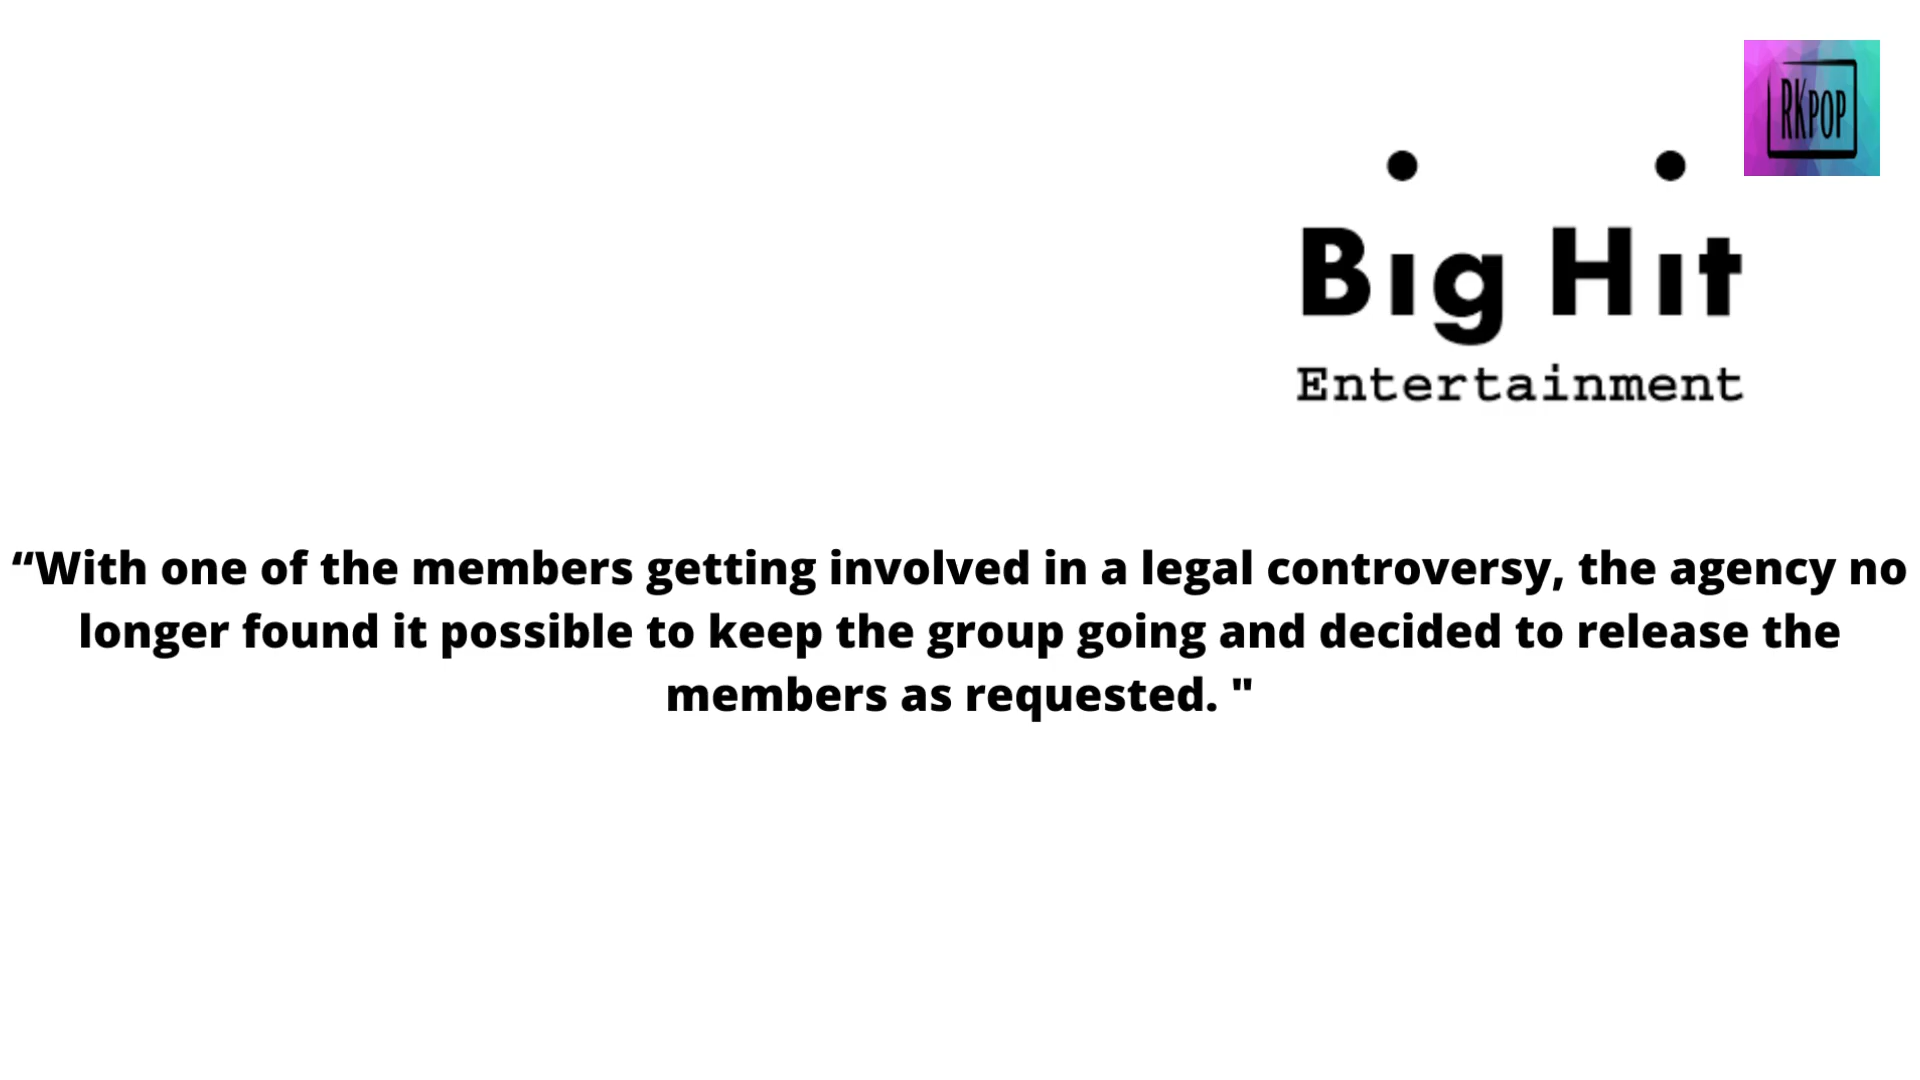 RKPOP
Big Hit
Entertainment
“With one of the members getting involved in a legal controversy, the agency no
longer found it possible to keep the group going and decided to release the
members as requested. "